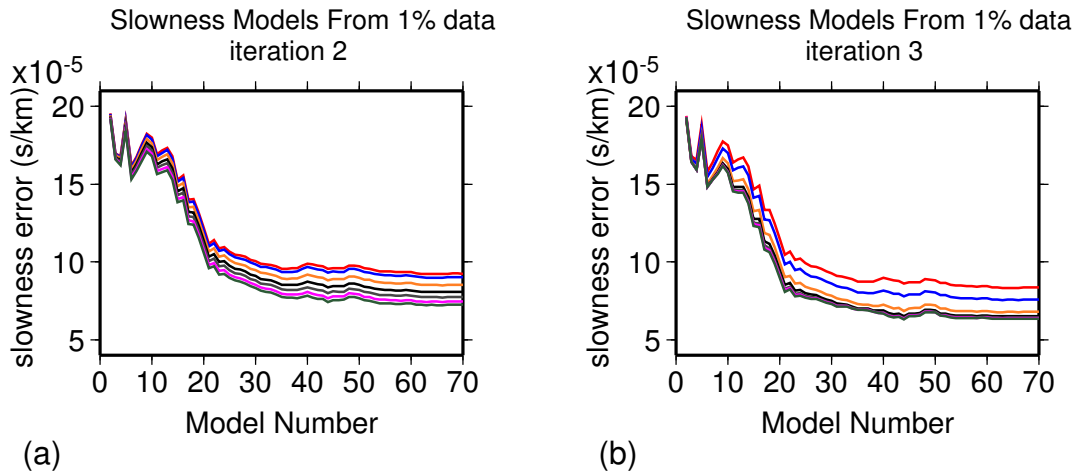 Slowness Models From 1% data
iteration 2
x10-5
slowness error (s/km)
20
15
10
5
0 10 20 30 40 50 60 70
Model Number
(a)
Slowness Models From 1% data
iteration 3
x10-5
slowness error (s/km)
20
15
10
5
0 10 20 30 40 50 60 70
Model Number
(b)